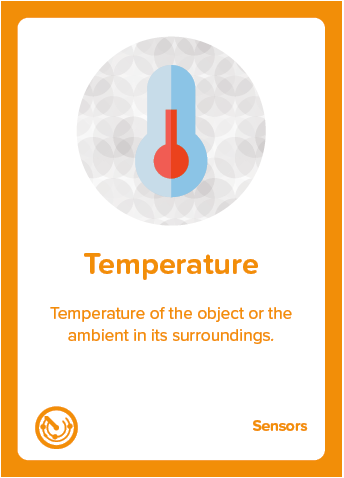 Temperature
Temperature of the object or the
ambient in its surroundings.
Sensors